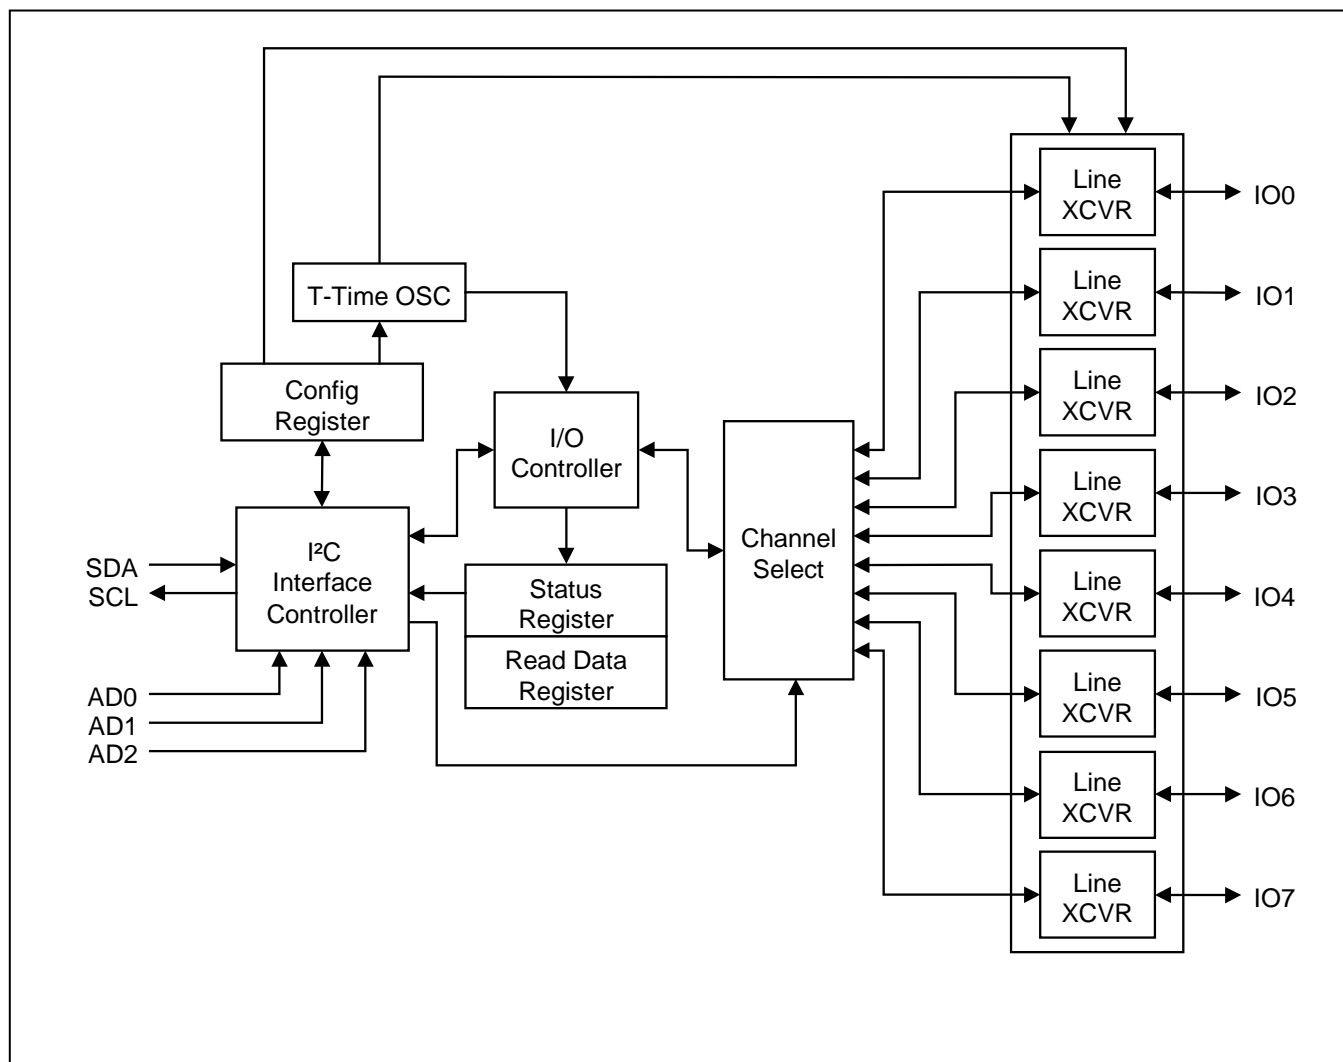 T-Time OSC
Config
Register
I/O
Controller
I²C
Interface
Controller
SDA
SCL
AD0
AD1
AD2
Status
Register
Read Data
Register
Channel
Select
Line
XCVR
IO0
Line
XCVR
IO1
Line
XCVR
IO2
Line
XCVR
IO3
Line
XCVR
IO4
Line
XCVR
IO5
Line
XCVR
IO6
Line
XCVR
IO7